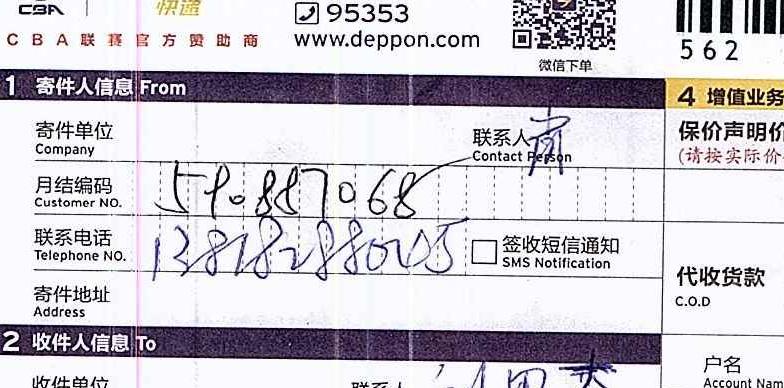 CBA 快递 95353
CBA联赛官方赞助商 www.deppon.com
微信下单
562
1 寄件人信息 From
4 增值业务
寄件单位
Company
联系人
Contact Person
保价声明价
(请按实际价
月结编码
Customer NO.
联系电话
Telephone NO.
签收短信通知
SMS Notification
寄件地址
Address
代收货款
C.O.D
2 收件人信息 To
收件单位
联系人
户名
Account Nam